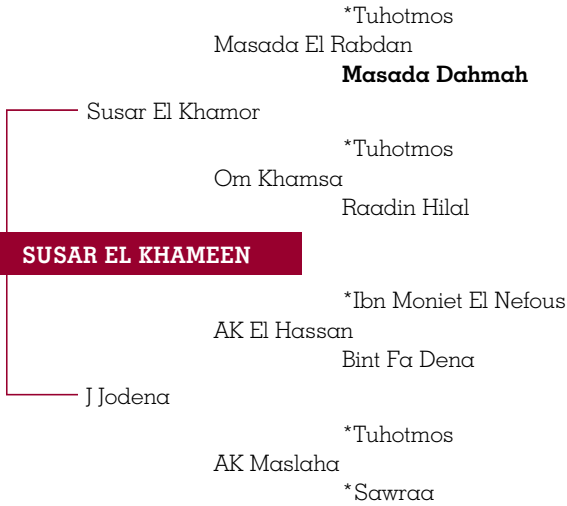 *Tuhotmos
Masada El Rabdan
Masada Dahmah
Susar El Khamor
*Tuhotmos
Om Khamsa
Raadin Hilal
SUSAR EL KHAMEEN
*Ibn Moniet El Nefous
AK El Hassan
Bint Fa Dena
J Jodena
*Tuhotmos
AK Maslaha
*Sawraa